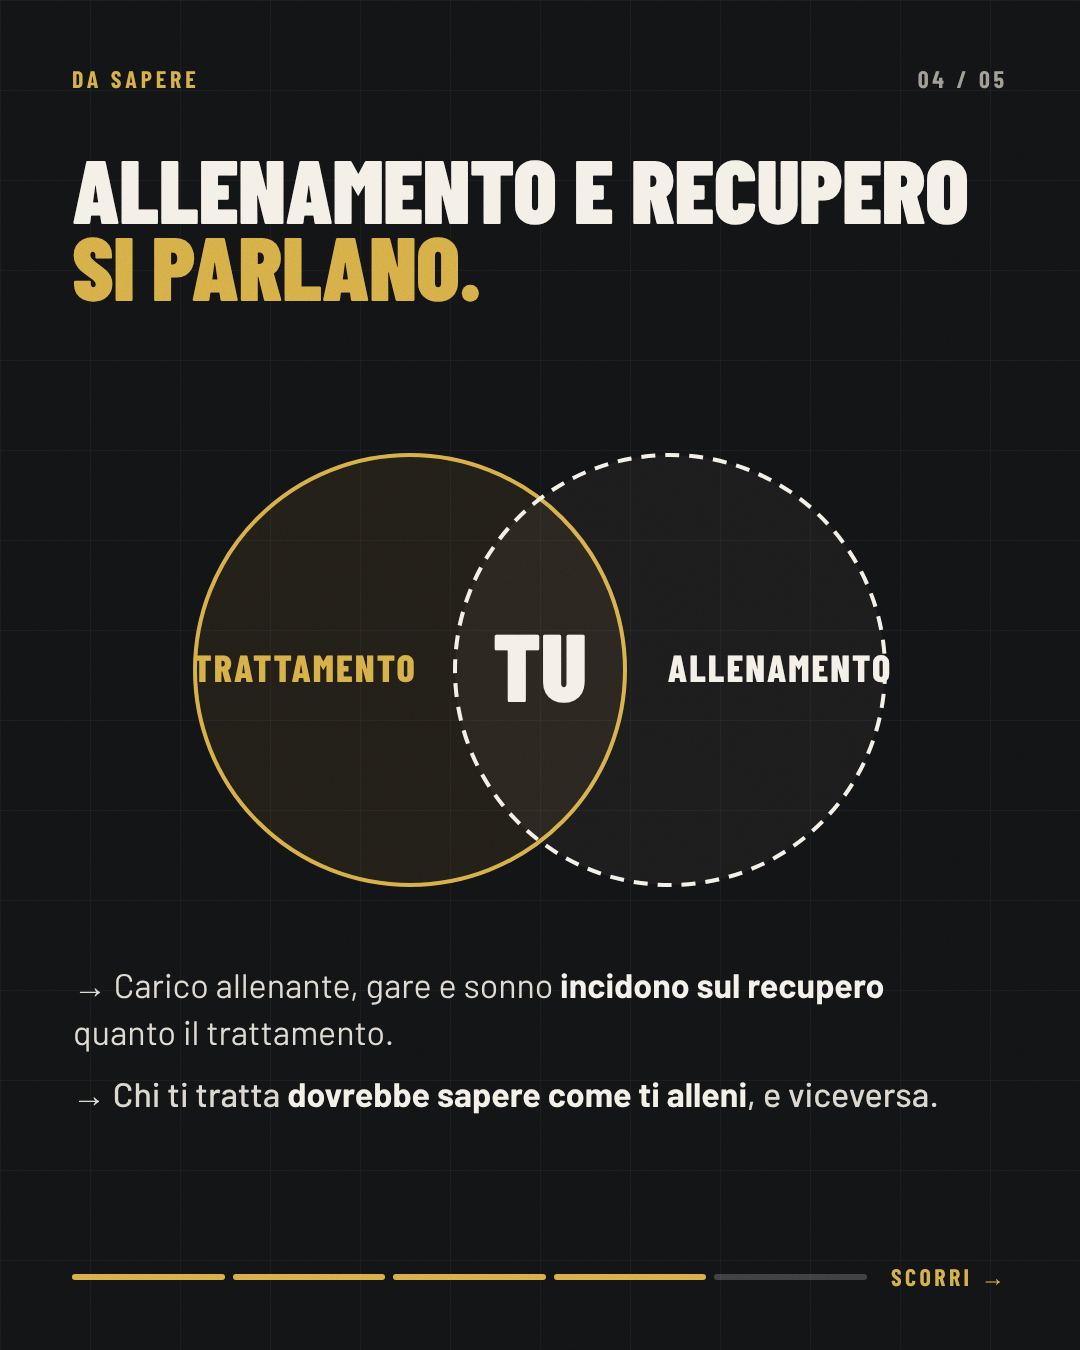 DA SAPERE
04 / 05
ALLENAMENTO E RECUPERO
SI PARLANO.
TRATTAMENTO
TU
ALLENAMENTO
→ Carico allenante, gare e sonno incidono sul recupero
quanto il trattamento.
→ Chi ti tratta dovrebbe sapere come ti alleni, e viceversa.
SCORRI →